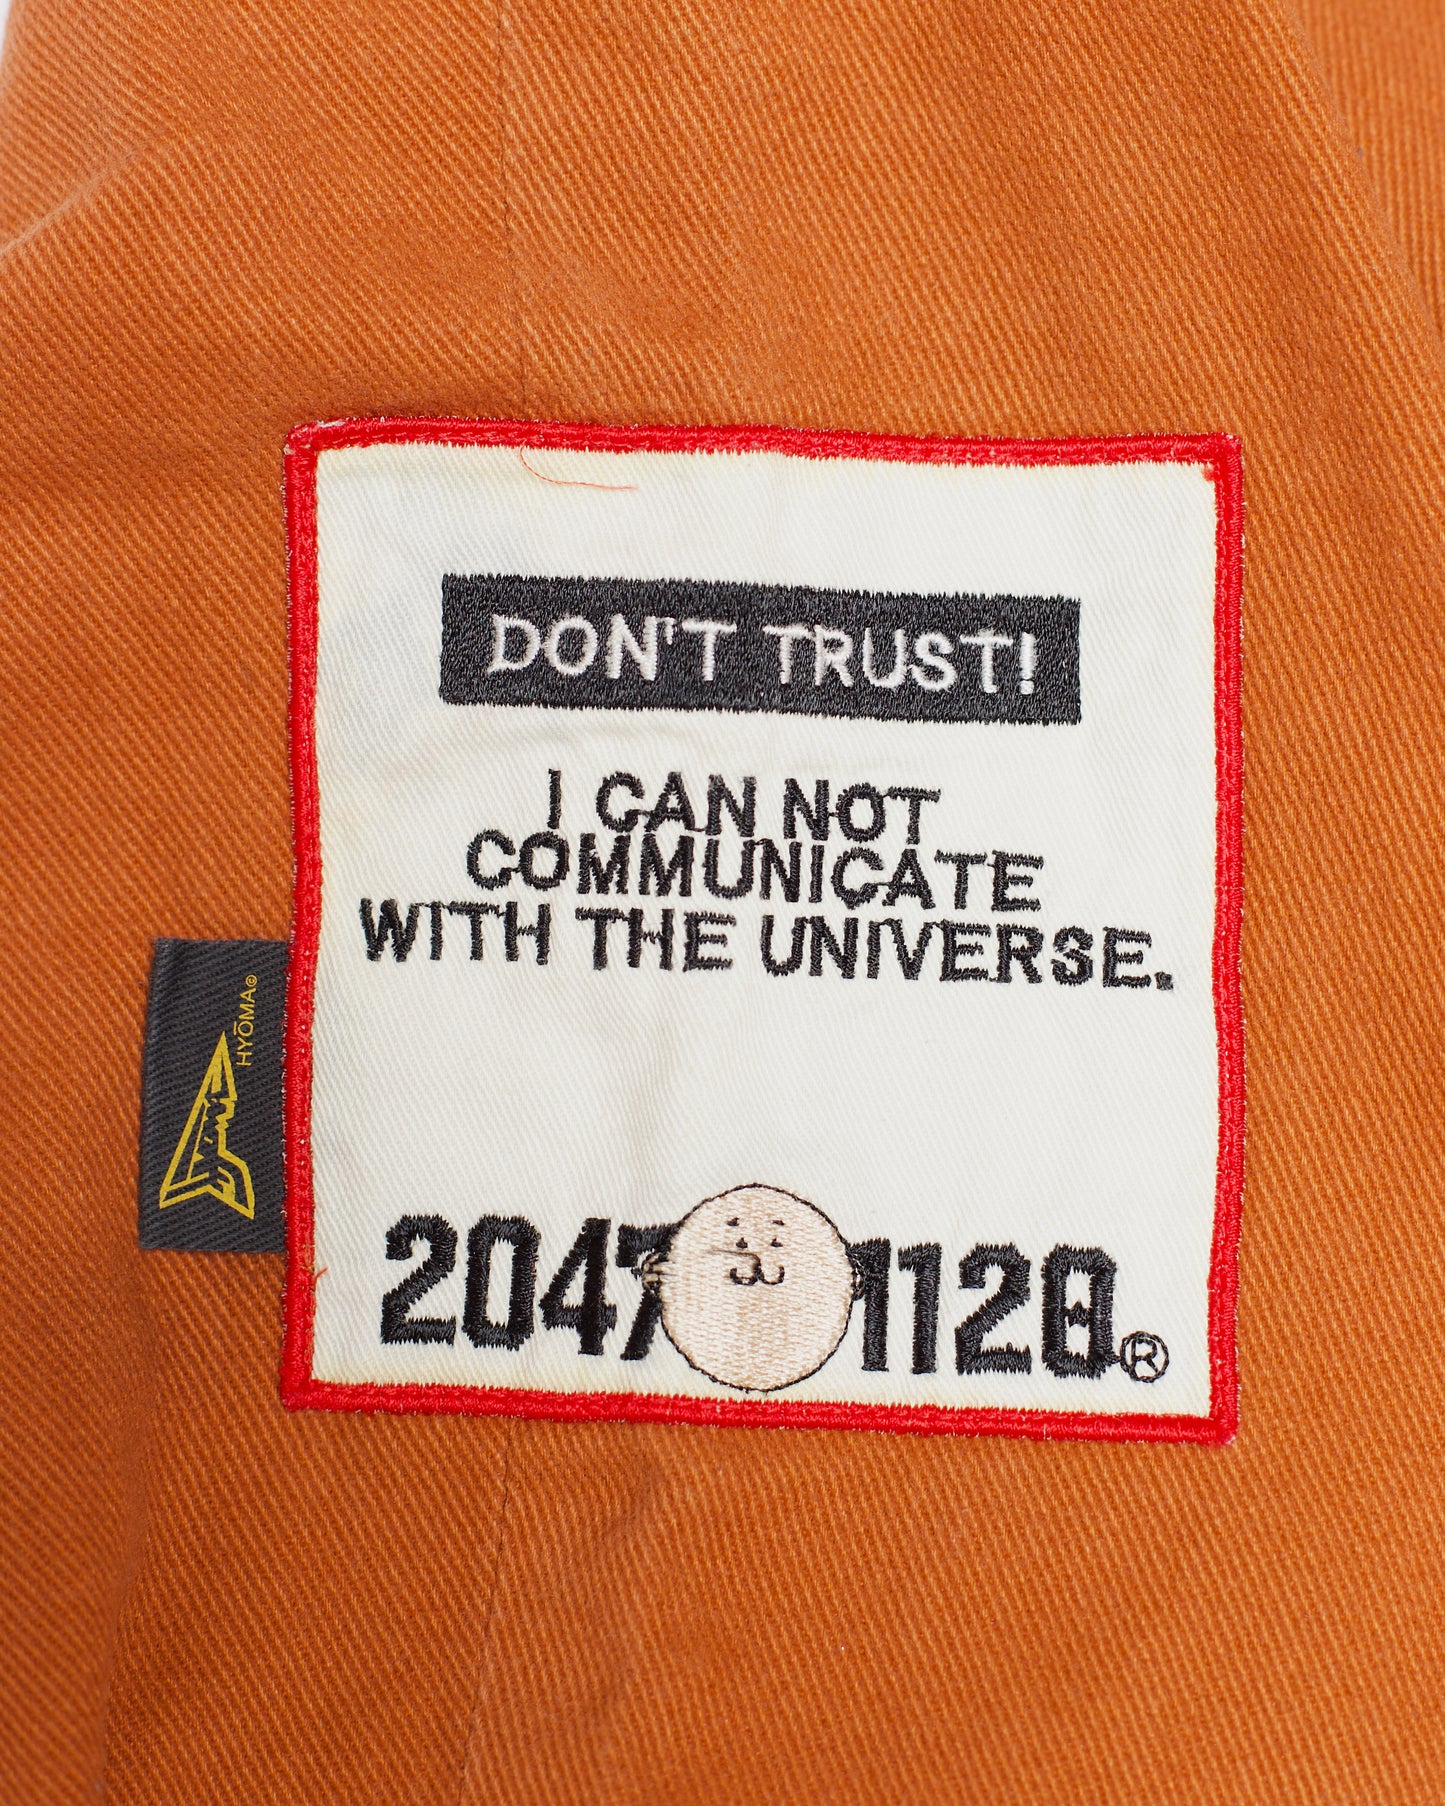 DON'T TRUST!
I CAN NOT
COMMUNICATE
WITH THE UNIVERSE.
HYŌMA©
2047 1120®